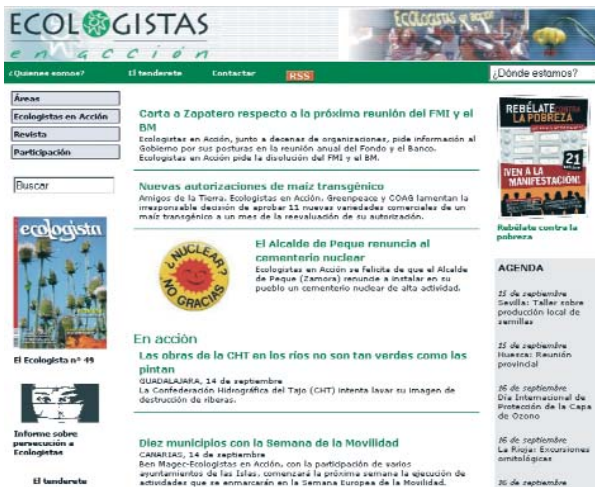 ECOLOGISTAS
en acción
Ecologistas en acción
¿Quienes somos?
El tenderete
Contactar
RSS
¿Dónde estamos?
Áreas
Ecologistas en Acción
Revista
Participación
Buscar
ecologista
El Ecologista nº 49
Informe sobre
persecución a
Ecologistas
El tenderete
Carta a Zapatero respecto a la próxima reunión del FMI y el
BM
Ecologistas en Acción, junto a decenas de organizaciones, pide información al
Gobierno por sus posturas en la reunión anual del Fondo y el Banco.
Ecologistas en Acción pide la disolución del FMI y el BM.
Nuevas autorizaciones de maíz transgénico
Amigos de la Tierra, Ecologistas en Acción, Greenpeace y COAG lamentan la
irresponsable decisión de aprobar 11 nuevas variedades comerciales de un
maíz transgénico a un mes de la reevaluación de su autorización.
¿NUCLEAR?
NO GRACIAS
El Alcalde de Peque renuncia al
cementerio nuclear
Ecologistas en Acción se felicita de que el Alcalde
de Peque (Zamora) renuncie a instalar en su
pueblo un cementerio nuclear de alta actividad.
En acción
Las obras de la CHT en los ríos no son tan verdes como las
pintan
GUADALAJARA, 14 de septiembre
La Confederación Hidrográfica del Tajo (CHT) intenta lavar su imagen de
destrucción de riberas.
Diez municipios con la Semana de la Movilidad
CANARIAS, 14 de septiembre
Ben Magec-Ecologistas en Acción, con la participación de varios
ayuntamientos de las Islas, comenzará la próxima semana la ejecución de
actividades que se enmarcarán en la Semana Europea de la Movilidad.
REBÉLATE CONTRA
LA POBREZA
21
¡VEN A LA
MANIFESTACIÓN!
Rebélate contra la
pobreza
AGENDA
15 de septiembre
Sevilla: Taller sobre
producción local de
semillas
15 de septiembre
Huesca: Reunión
provincial
16 de septiembre
Día Internacional de
Protección de la Capa
de Ozono
16 de septiembre
La Rioja: Excursiones
ornitológicas
16 de septiembre